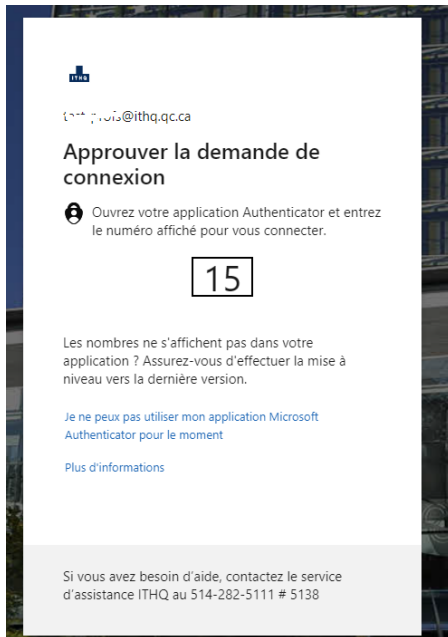 ITHQ
@ithq.qc.ca
Approuver la demande de
connexion
Ouvrez votre application Authenticator et entrez
le numéro affiché pour vous connecter.
15
Les nombres ne s'affichent pas dans votre
application ? Assurez-vous d'effectuer la mise à
niveau vers la dernière version.
Je ne peux pas utiliser mon application Microsoft
Authenticator pour le moment
Plus d'informations
Si vous avez besoin d'aide, contactez le service
d'assistance ITHQ au 514-282-5111 # 5138